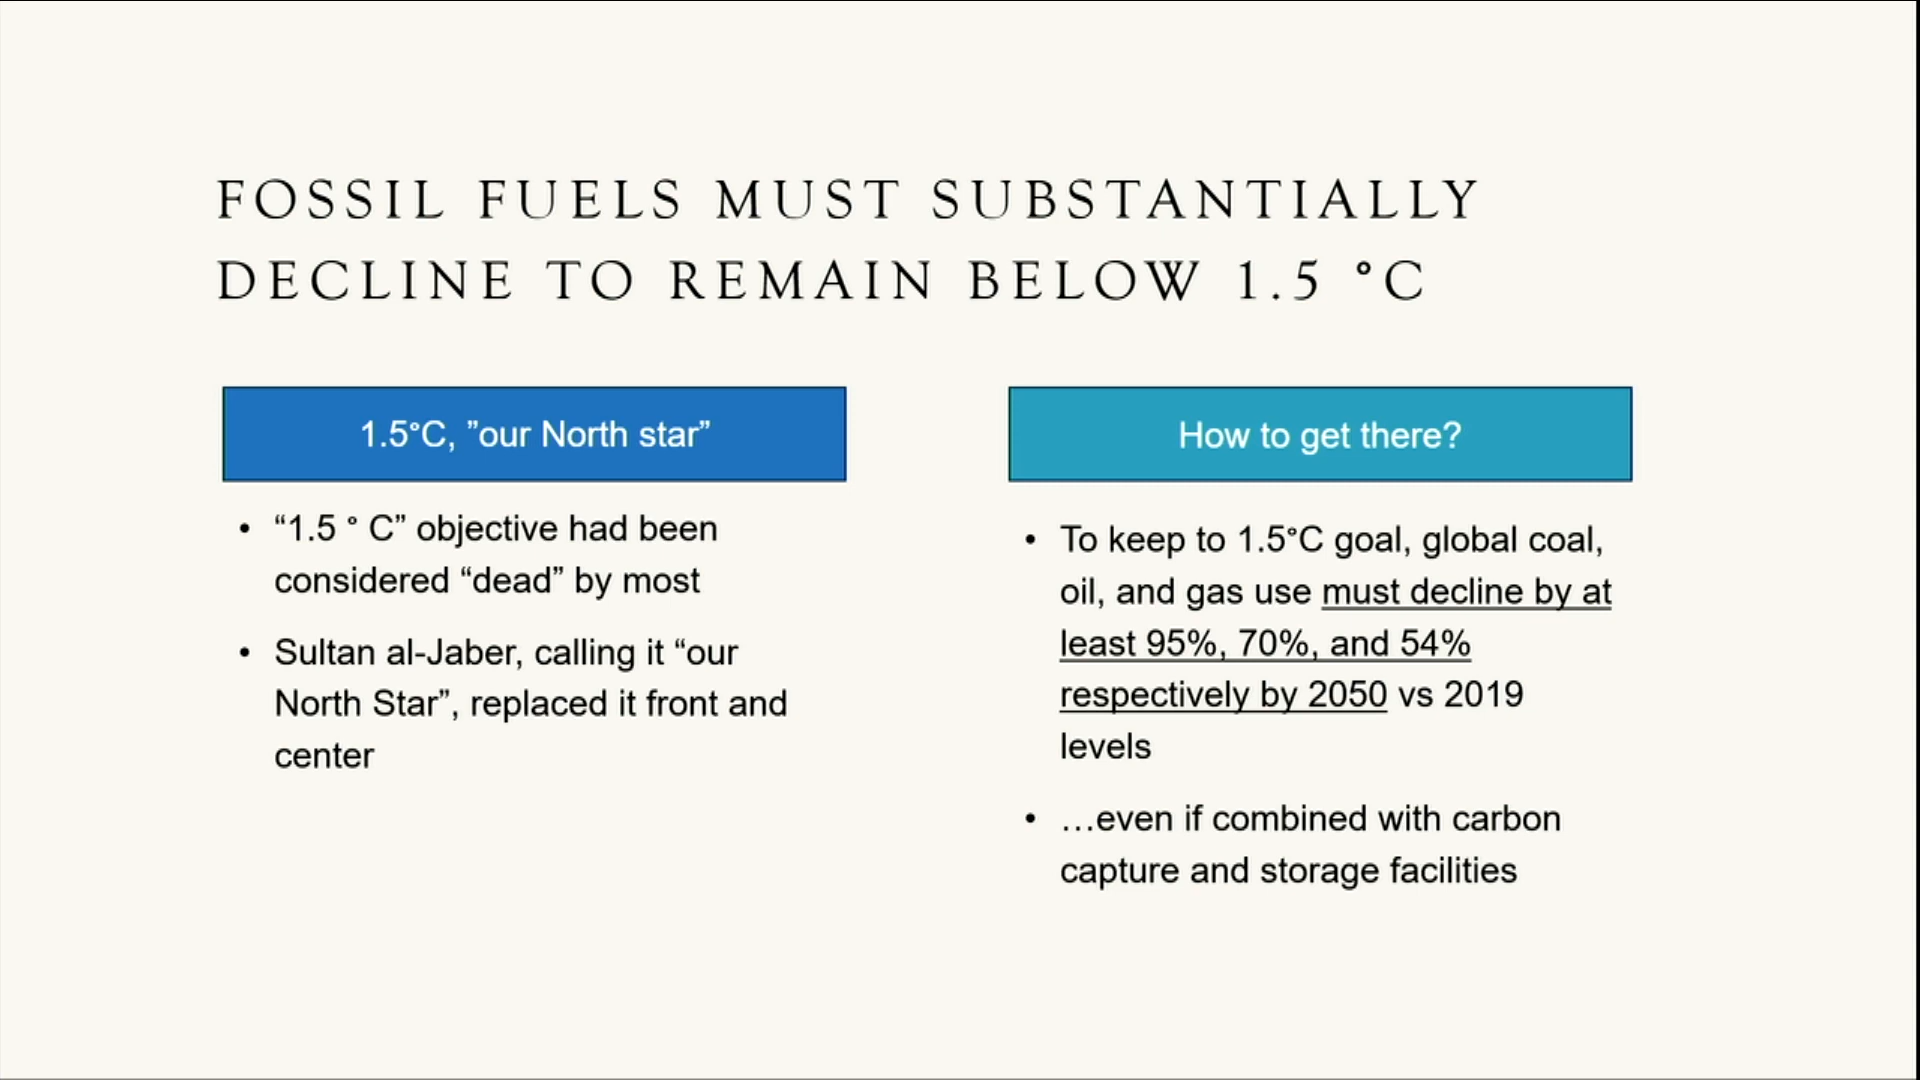 FOSSIL FUELS MUST SUBSTANTIALLY
DECLINE TO REMAIN BELOW 1.5 °C
1.5°C, ”our North star”
• “1.5 ° C” objective had been
considered “dead” by most
• Sultan al-Jaber, calling it “our
North Star”, replaced it front and
center
How to get there?
• To keep to 1.5°C goal, global coal,
oil, and gas use must decline by at
least 95%, 70%, and 54%
respectively by 2050 vs 2019
levels
• …even if combined with carbon
capture and storage facilities